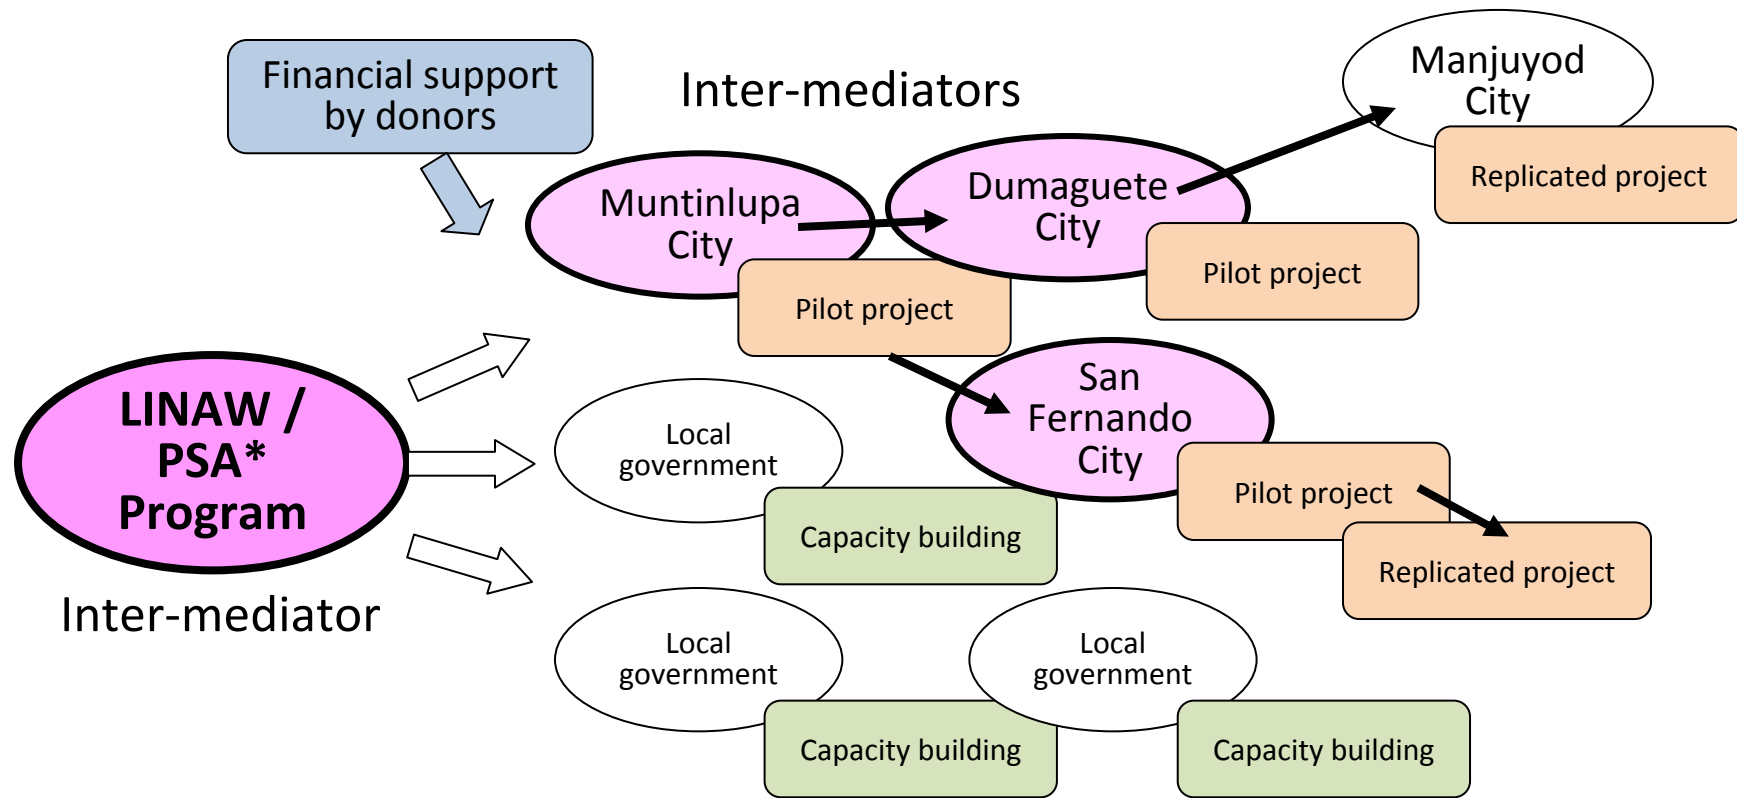 Financial support
by donors
Inter-mediators
Manjuyod
City
Replicated project
Muntinlupa
City
Pilot project
Dumaguete
City
Pilot project
San
Fernando
City
Pilot project
Replicated project
LINAW /
PSA*
Program
Inter-mediator
Local
government
Capacity building
Local
government
Capacity building
Local
government
Capacity building